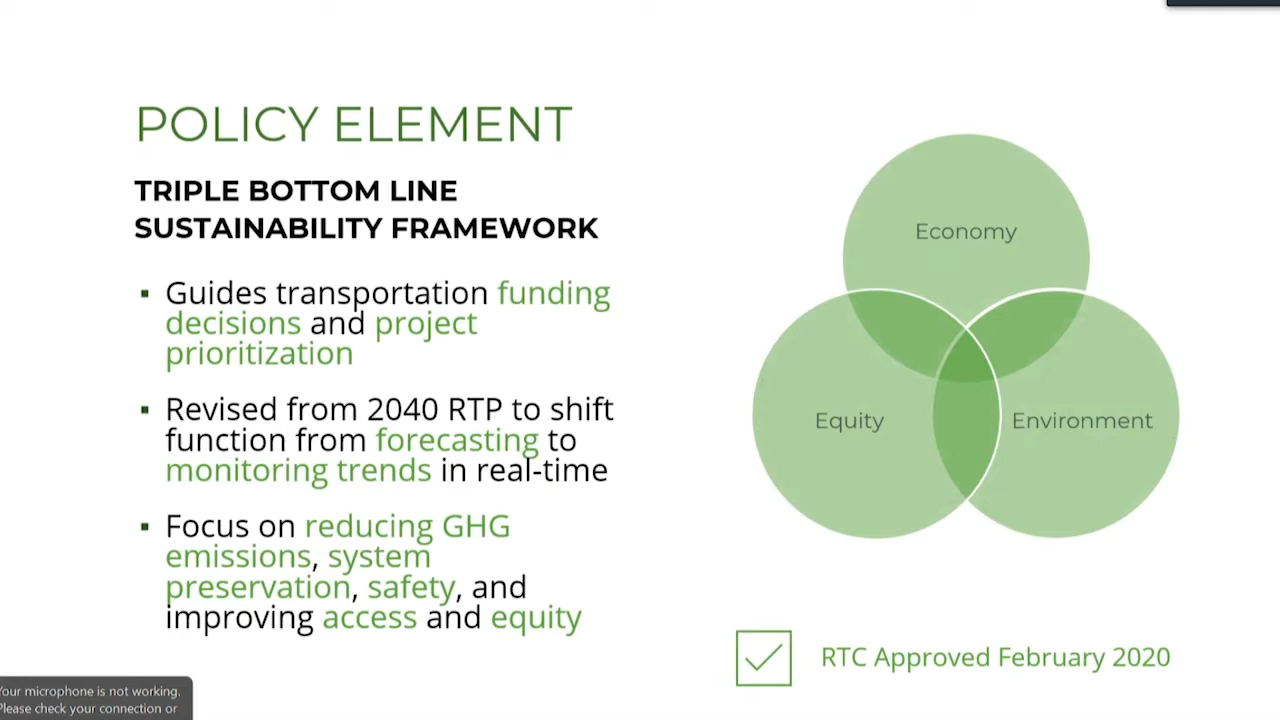 POLICY ELEMENT
TRIPLE BOTTOM LINE
SUSTAINABILITY FRAMEWORK
▪ Guides transportation funding
decisions and project
prioritization
▪ Revised from 2040 RTP to shift
function from forecasting to
monitoring trends in real-time
▪ Focus on reducing GHG
emissions, system
preservation, safety, and
improving access and equity
Economy
Equity
Environment
RTC Approved February 2020
Your microphone is not working.
Please check your connection or